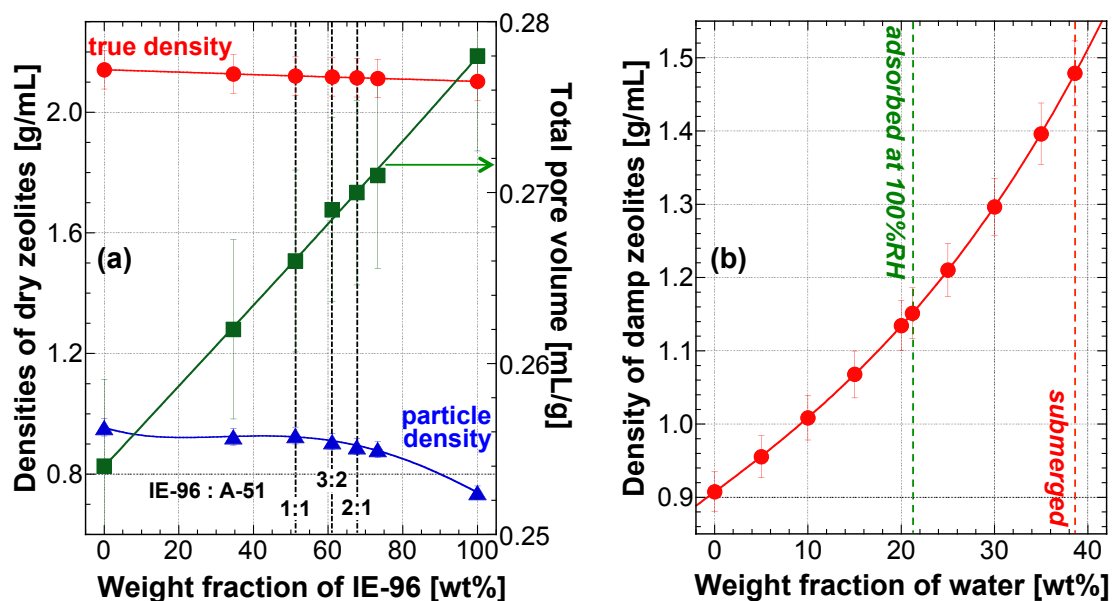 true density
(a)
particle
density
IE-96 : A-51
1:1
3:2
2:1
Densities of dry zeolites [g/mL]
2.0
1.6
1.2
0.8
Total pore volume [mL/g]
0.28
0.27
0.26
0.25
0
20
40
60
80
100
Weight fraction of IE-96 [wt%]
(b)
adsorbed at 100%RH
submerged
Density of damp zeolites [g/mL]
1.5
1.4
1.3
1.2
1.1
1.0
0.9
0
10
20
30
40
Weight fraction of water [wt%]